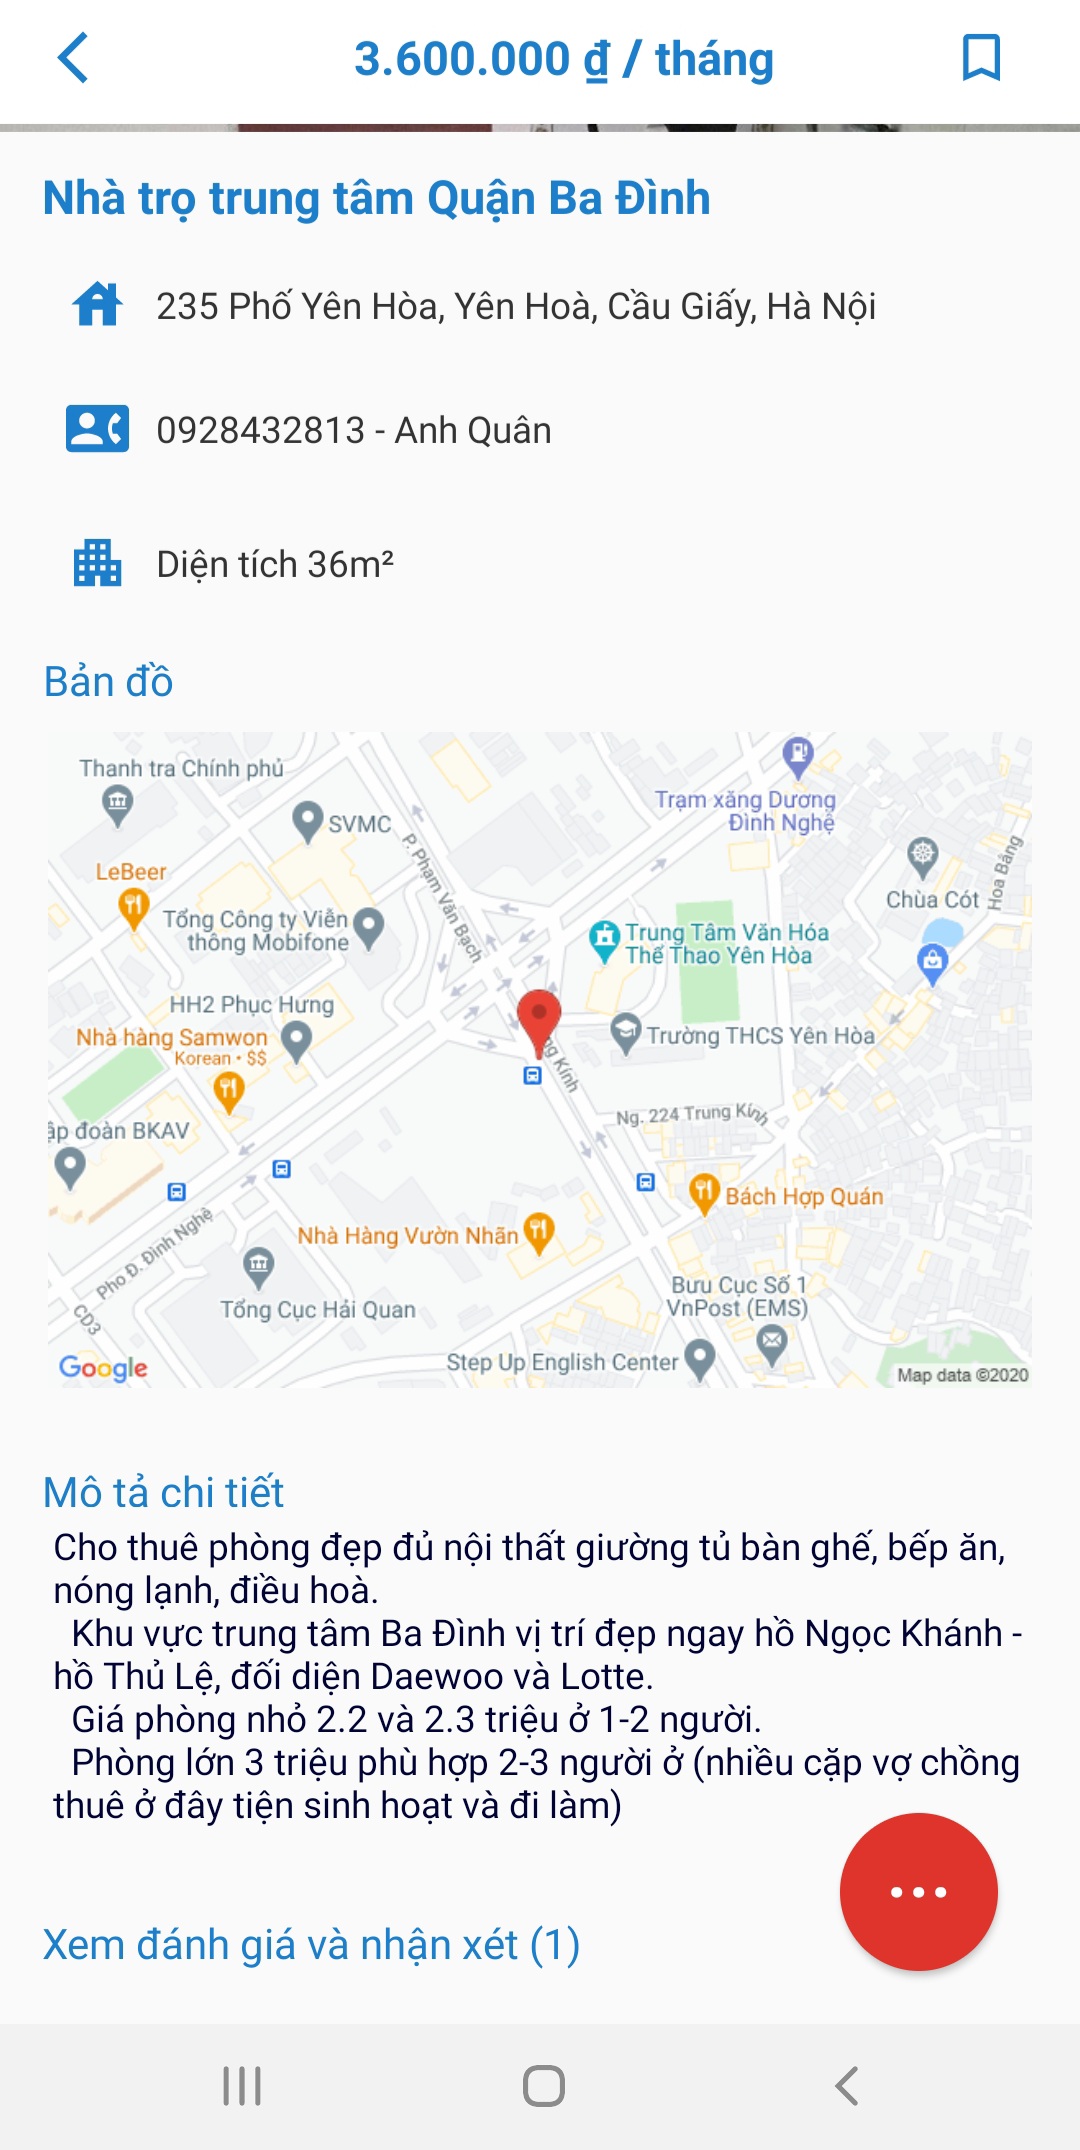 3.600.000 ₫ / tháng
Nhà trọ trung tâm Quận Ba Đình
235 Phố Yên Hòa, Yên Hoà, Cầu Giấy, Hà Nội
0928432813 - Anh Quân
Diện tích 36m²
Bản đồ
Thanh tra Chính phủ
SVMC
Trạm xăng Dương
Đình Nghệ
P. Phạm Văn Bạch
LeBeer
Chùa Cót
Hoa Bằng
Tổng Công ty Viễn
thông Mobifone
Trung Tâm Văn Hóa
Thể Thao Yên Hòa
HH2 Phục Hưng
Nhà hàng Samwon
Korean • $$
Trường THCS Yên Hòa
ng Kính
Ng. 224 Trung Kính
ập đoàn BKAV
Bách Hợp Quán
Nhà Hàng Vườn Nhãn
Pho Đ. Đình Nghệ
CD3
Tổng Cục Hải Quan
Bưu Cục Số 1
VnPost (EMS)
Step Up English Center
Google
Map data ©2020
Mô tả chi tiết
Cho thuê phòng đẹp đủ nội thất giường tủ bàn ghế, bếp ăn,
nóng lạnh, điều hoà.
Khu vực trung tâm Ba Đình vị trí đẹp ngay hồ Ngọc Khánh -
hồ Thủ Lệ, đối diện Daewoo và Lotte.
Giá phòng nhỏ 2.2 và 2.3 triệu ở 1-2 người.
Phòng lớn 3 triệu phù hợp 2-3 người ở (nhiều cặp vợ chồng
thuê ở đây tiện sinh hoạt và đi làm)
Xem đánh giá và nhận xét (1)